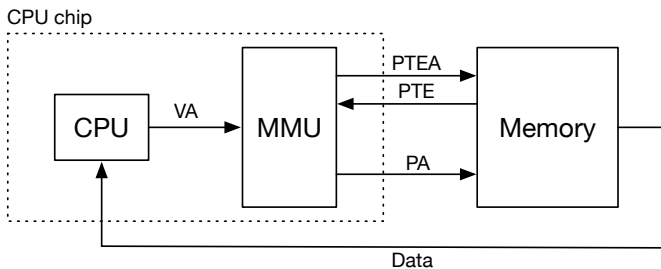 CPU chip
PTEA
PTE
VA
CPU
MMU
Memory
PA
Data